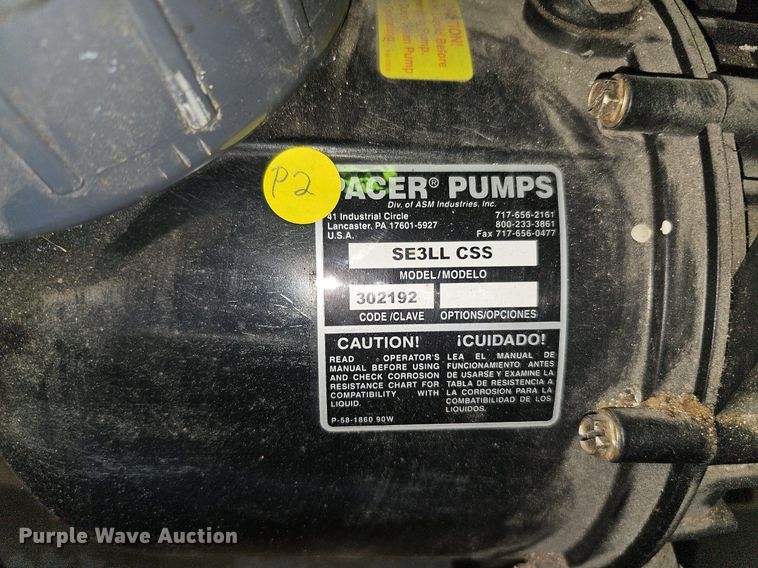 ON!
Before
Pump
P2
PACER® PUMPS
Div. of ASM Industries, Inc.
41 Industrial Circle
Lancaster, PA 17601-5927
U.S.A.
717-656-2161
800-233-3861
Fax 717-656-0477
SE3LL CSS
MODEL/MODELO
302192
CODE/CLAVE OPTIONS/OPCIONES
CAUTION!
READ OPERATOR'S
MANUAL BEFORE USING
AND CHECK CORROSION
RESISTANCE CHART FOR
COMPATIBILITY WITH
LIQUID.
¡CUIDADO!
LEA EL MANUAL DE
FUNCIONAMIENTO ANTES
DE USARSE Y EXAMINE LA
TABLA DE RESISTENCIA A
LA CORROSION PARA LA
COMBATIBILIDAD DE LOS
LIQUIDOS.
P-58-1860 90W
Purple Wave Auction